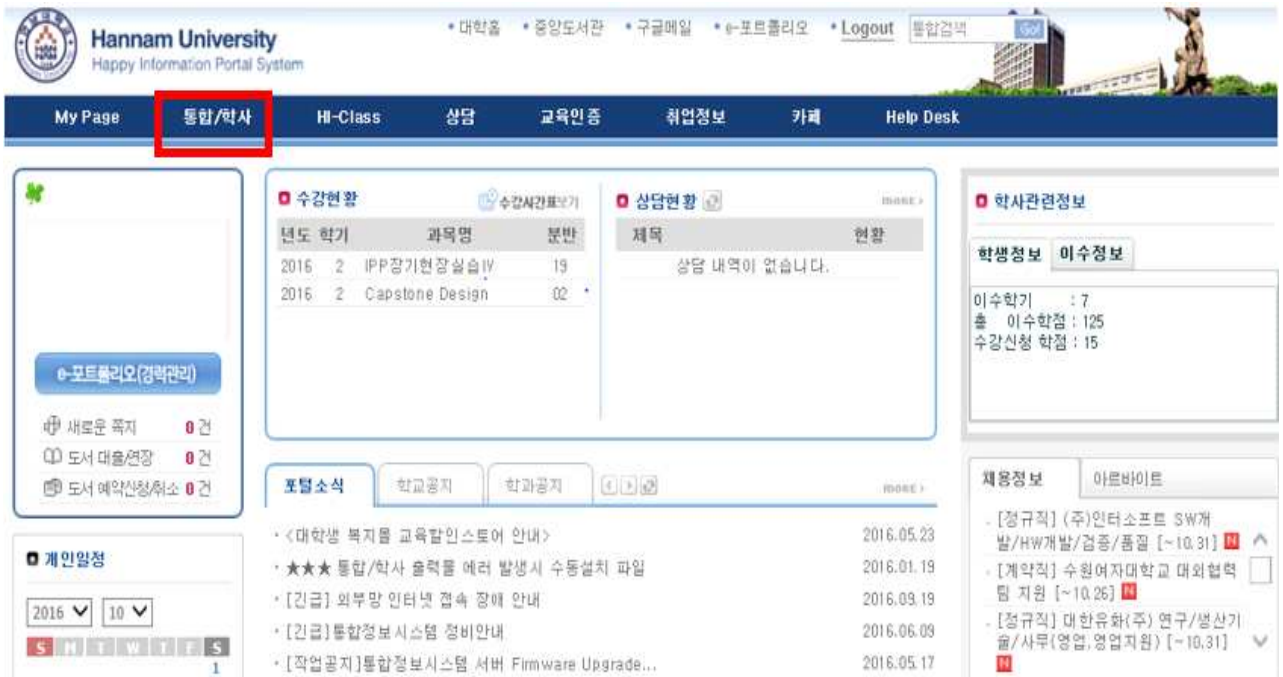 Hannam University
Happy Information Portal System
• 대학홈 • 중앙도서관 • 구글메일 • e-포트폴리오 • Logout 통합검색 Go!
My Page 통합/학사 HI-Class 상담 교육인증 취업정보 카페 Help Desk
e-포트폴리오(경력관리)
새로운 쪽지 0 건
도서 대출/연장 0 건
도서 예약신청/취소 0 건
개인일정
2016 10
S M T W T F S
1
수강현황 수강시간표보기
년도 학기 과목명 분반
2016 2 IPP장기현장실습IV 19
2016 2 Capstone Design 02
상담현황 more >
제목 현황
상담 내역이 없습니다.
포털소식 학교공지 학과공지 more >
· <대학생 복지몰 교육할인스토어 안내> 2016.05.23
· ★★★ 통합/학사 출력물 에러 발생시 수동설치 파일 2016.01.19
· [긴급] 외부망 인터넷 접속 장애 안내 2016.09.19
· [긴급]통합정보시스템 정비안내 2016.06.09
· [작업공지]통합정보시스템 서버 Firmware Upgrade... 2016.05.17
학사관련정보
학생정보 이수정보
이수학기 : 7
총 이수학점 : 125
수강신청 학점 : 15
채용정보 아르바이트
. [정규직] (주)인터소프트 SW개
발/HW개발/검증/품질 [~10.31] N
. [계약직] 수원여자대학교 대외협력
팀 지원 [~10.26] N
. [정규직] 대한유화(주) 연구/생산기
술/사무(영업,영업지원) [~10.31]
N